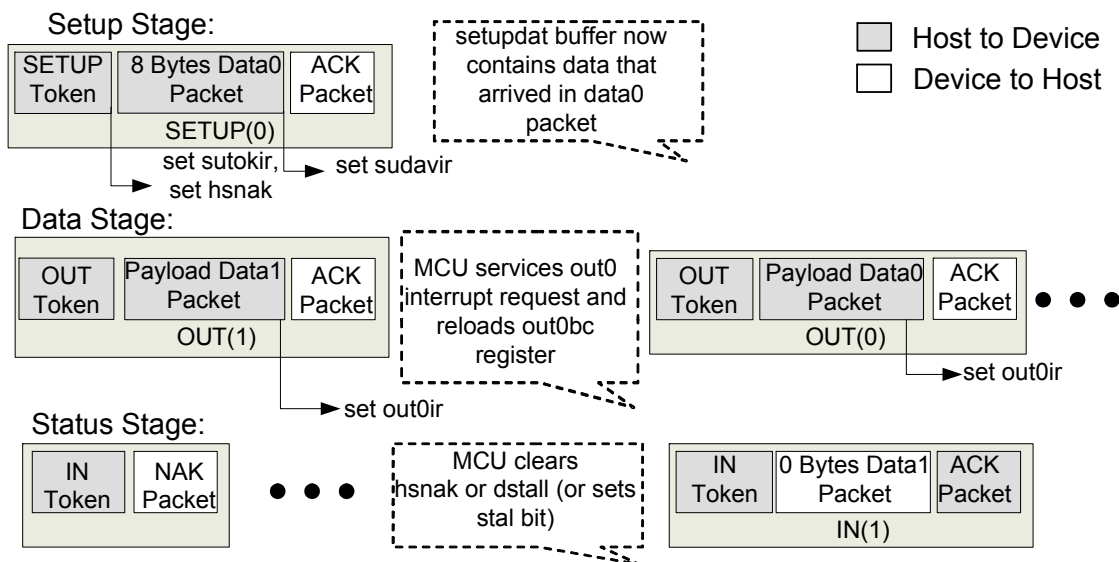 Setup Stage:
SETUP
Token
8 Bytes Data0
Packet
ACK
Packet
SETUP(0)
set sutokir,
set hsnak
set sudavir
setupdat buffer now
contains data that
arrived in data0
packet
Host to Device
Device to Host
Data Stage:
OUT
Token
Payload Data1
Packet
ACK
Packet
OUT(1)
set out0ir
MCU services out0
interrupt request and
reloads out0bc
register
OUT
Token
Payload Data0
Packet
ACK
Packet
OUT(0)
set out0ir
Status Stage:
IN
Token
NAK
Packet
MCU clears
hsnak or dstall (or sets
stal bit)
IN
Token
0 Bytes Data1
Packet
ACK
Packet
IN(1)